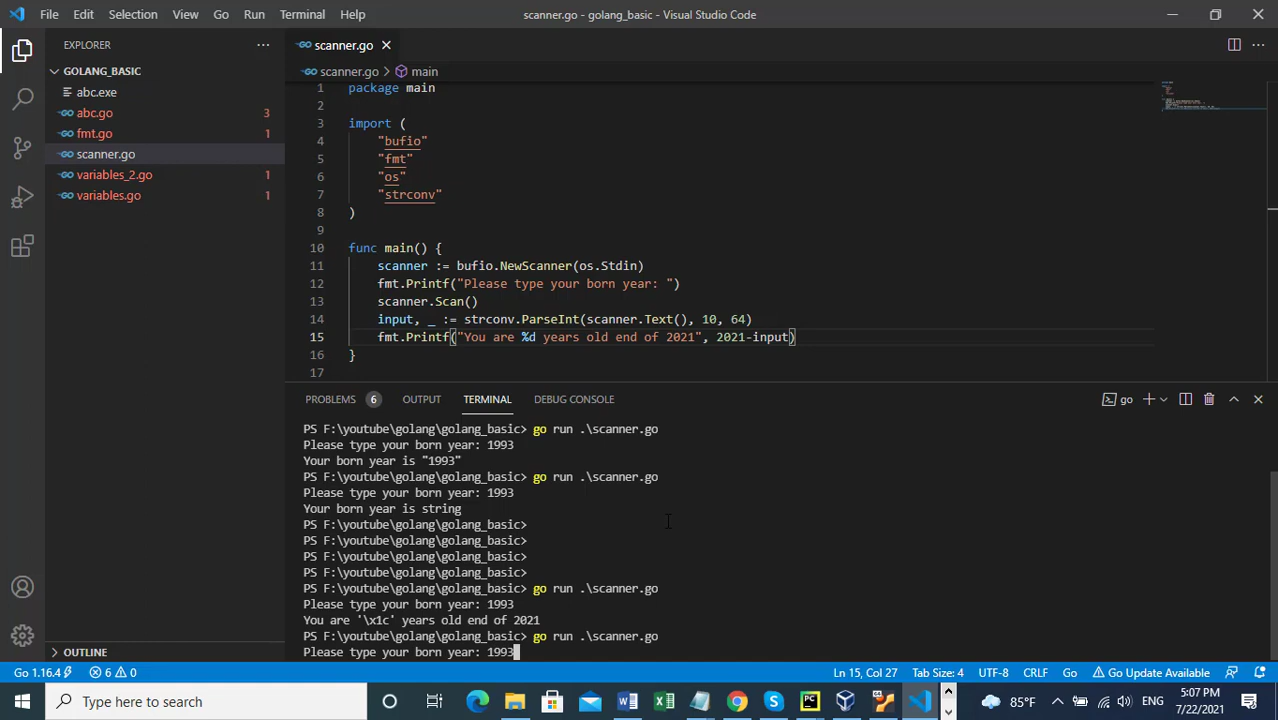 File Edit Selection View Go Run Terminal Help scanner.go - golang_basic - Visual Studio Code
EXPLORER
scanner.go
GOLANG_BASIC
scanner.go > main
abc.exe
abc.go 3
fmt.go 1
scanner.go
variables_2.go 1
variables.go 1
1 package main
2
3 import (
4 "bufio"
5 "fmt"
6 "os"
7 "strconv"
8 )
9
10 func main() {
11 scanner := bufio.NewScanner(os.Stdin)
12 fmt.Printf("Please type your born year: ")
13 scanner.Scan()
14 input, _ := strconv.ParseInt(scanner.Text(), 10, 64)
15 fmt.Printf("You are %d years old end of 2021", 2021-input)
16 }
17
PROBLEMS 6 OUTPUT TERMINAL DEBUG CONSOLE go
PS F:\youtube\golang\golang_basic> go run .\scanner.go
Please type your born year: 1993
Your born year is "1993"
PS F:\youtube\golang\golang_basic> go run .\scanner.go
Please type your born year: 1993
Your born year is string
PS F:\youtube\golang\golang_basic>
PS F:\youtube\golang\golang_basic>
PS F:\youtube\golang\golang_basic>
PS F:\youtube\golang\golang_basic>
PS F:\youtube\golang\golang_basic> go run .\scanner.go
Please type your born year: 1993
You are '\x1c' years old end of 2021
PS F:\youtube\golang\golang_basic> go run .\scanner.go
Please type your born year: 1993
OUTLINE
Go 1.16.4 6 0 Ln 15, Col 27 Tab Size: 4 UTF-8 CRLF Go Go Update Available
Type here to search
85°F ENG
5:07 PM
7/22/2021